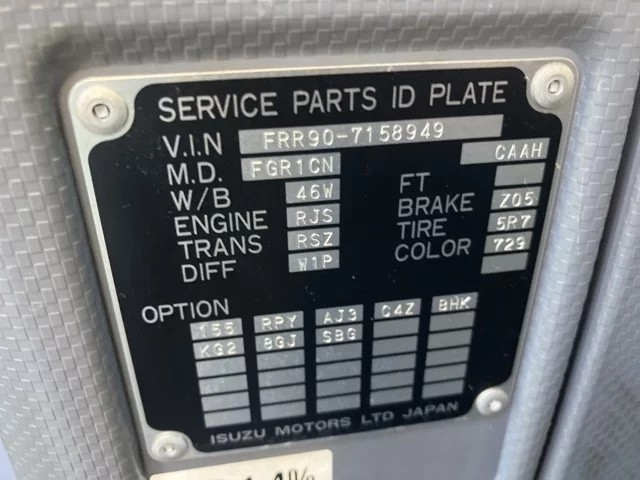 SERVICE PARTS ID PLATE
V.I.N FRR90-7158949
M.D. FGR1CN CAAH
W/B 46W FT
ENGINE RJS BRAKE Z05
TRANS RSZ TIRE 5R7
DIFF W1P COLOR 729
OPTION
155 RPY AJ3 C4Z BHK
KG2 8GJ SBG
ISUZU MOTORS LTD JAPAN